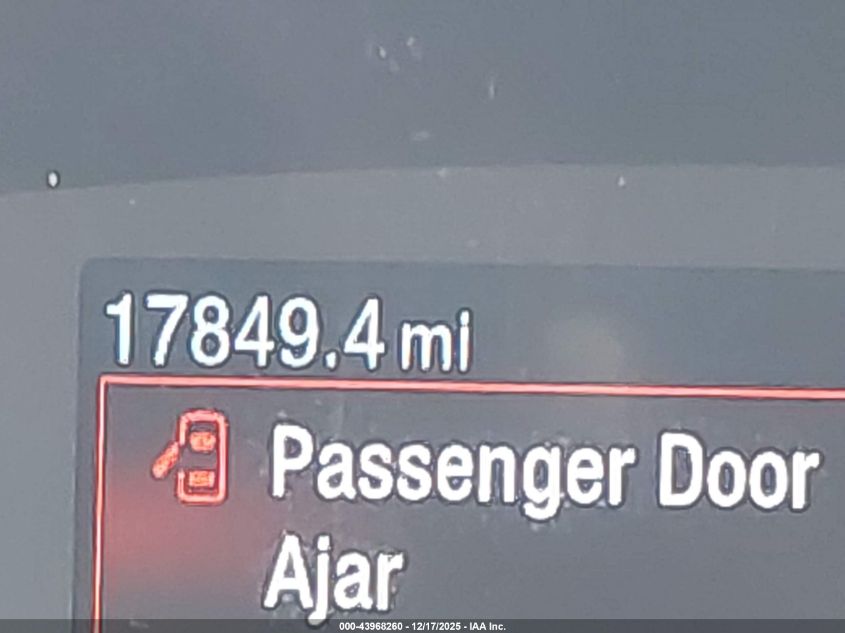 17849.4 mi
Passenger Door
Ajar
000-43968260 - 12/17/2025 - IAA Inc.